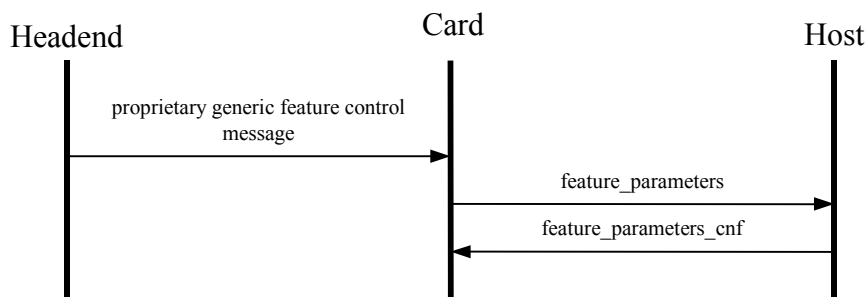 Headend
Card
Host
proprietary generic feature control
message
feature_parameters
feature_parameters_cnf